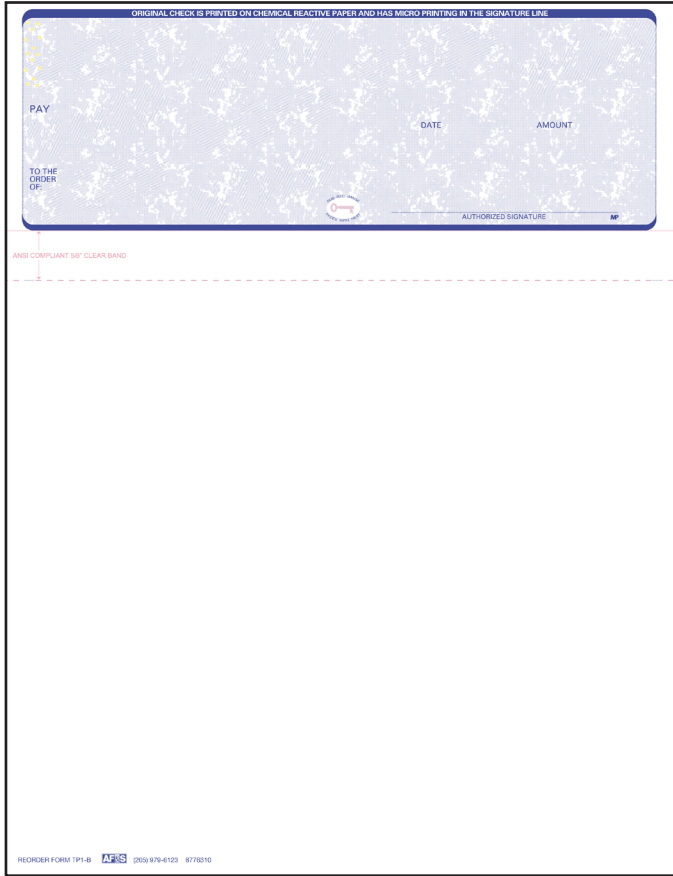 ORIGINAL CHECK IS PRINTED ON CHEMICAL REACTIVE PAPER AND HAS MICRO PRINTING IN THE SIGNATURE LINE
PAY
DATE AMOUNT
TO THE
ORDER
OF:
AUTHORIZED SIGNATURE MP
ANSI COMPLIANT 5/8" CLEAR BAND
REORDER FORM TP1-B AF&S (205) 979-6123 8776310